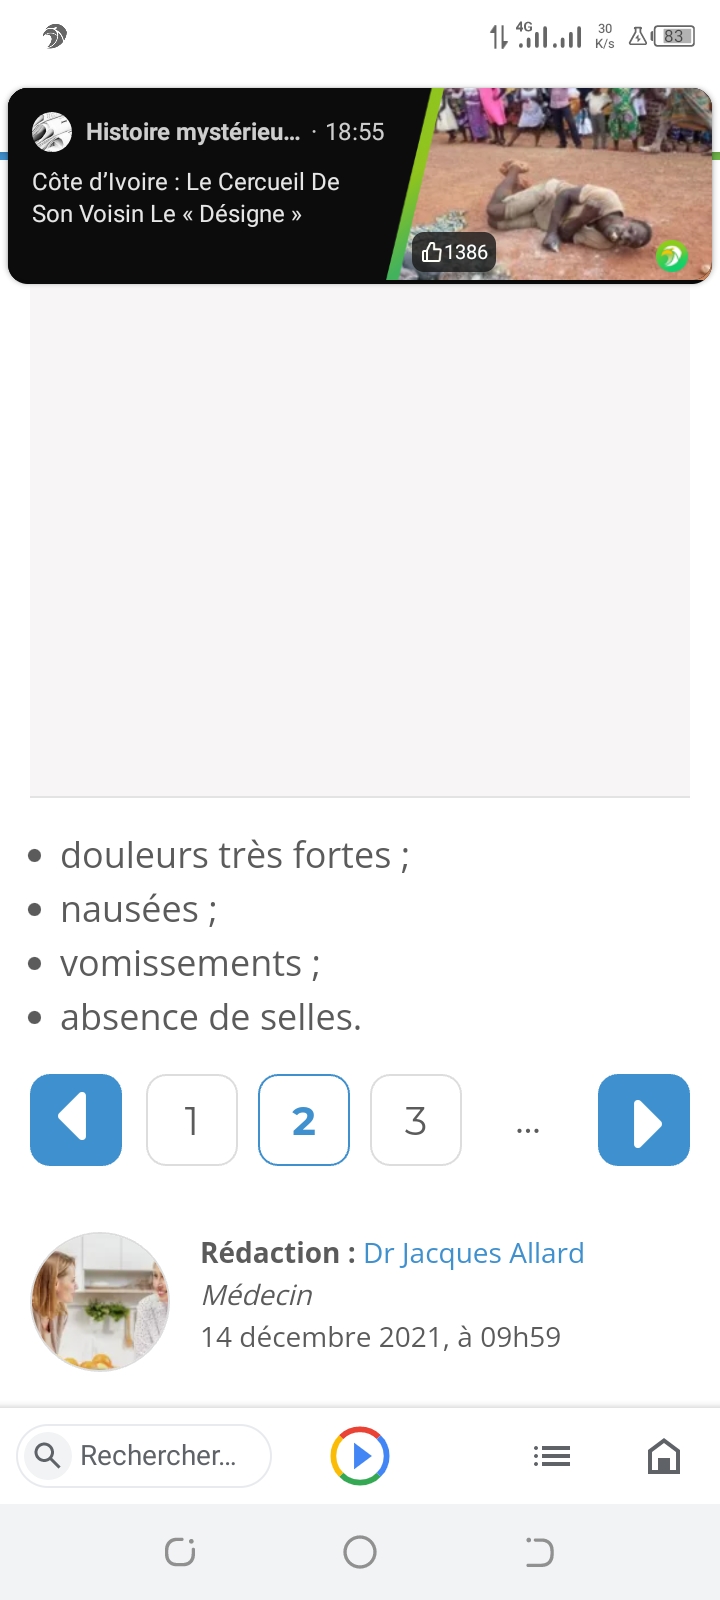 4G
30
K/s
83
Histoire mystérieu... · 18:55
Côte d’Ivoire : Le Cercueil De
Son Voisin Le « Désigne »
1386
• douleurs très fortes ;
• nausées ;
• vomissements ;
• absence de selles.
1 2 3 ...
Rédaction : Dr Jacques Allard
Médecin
14 décembre 2021, à 09h59
Rechercher...